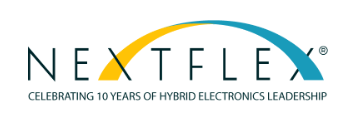 NEXTFLEX®
CELEBRATING 10 YEARS OF HYBRID ELECTRONICS LEADERSHIP